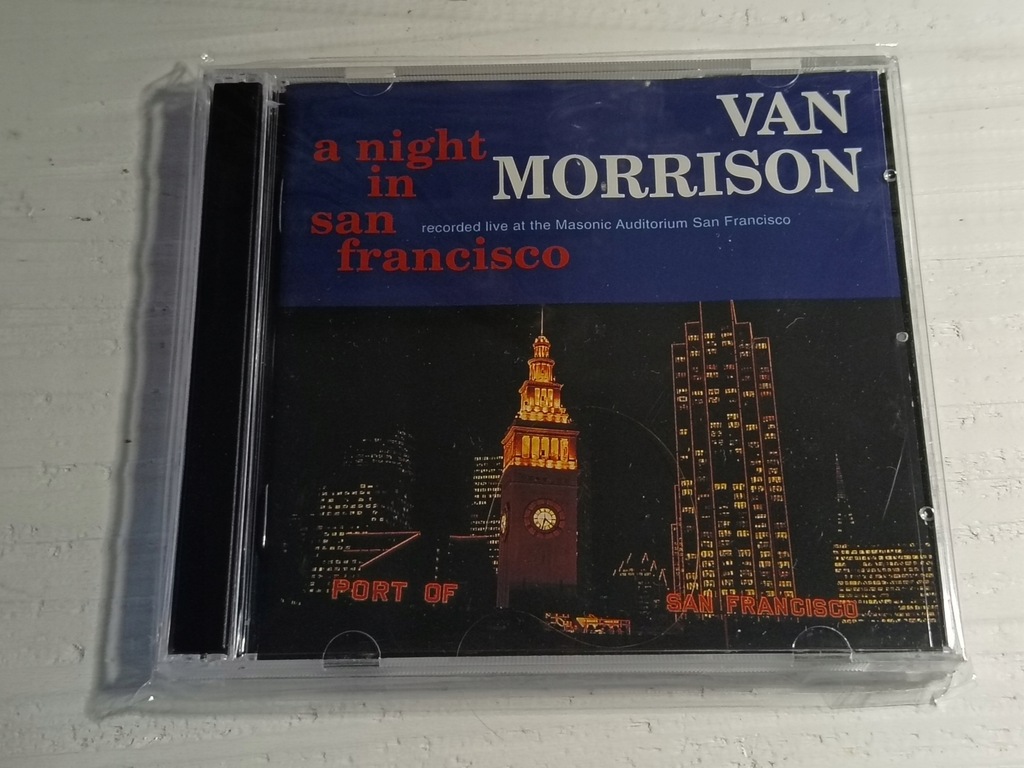 VAN
MORRISON
a night
in
san
francisco
recorded live at the Masonic Auditorium San Francisco
PORT OF
SAN FRANCISCO